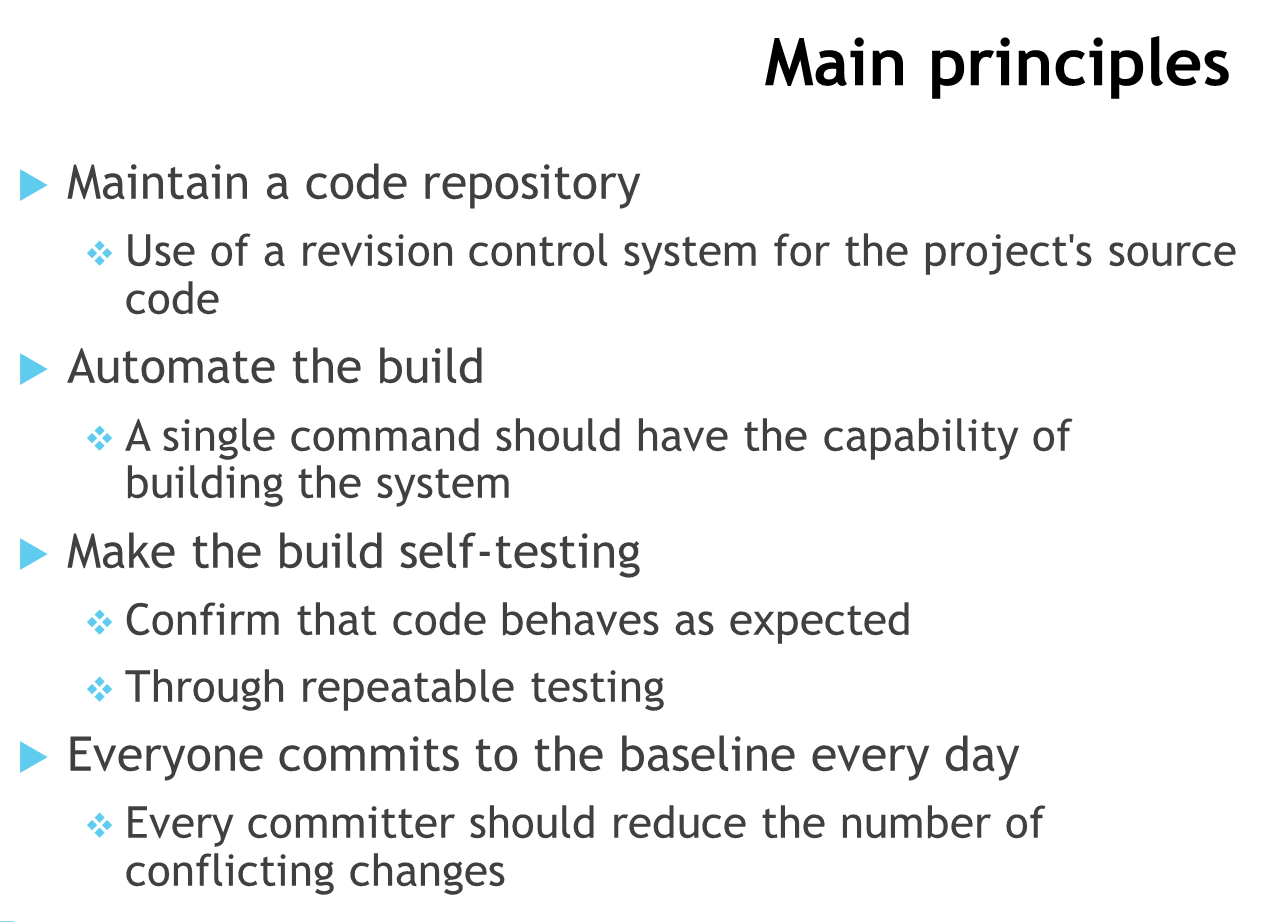 Main principles
Maintain a code repository
Use of a revision control system for the project's source
code
Automate the build
A single command should have the capability of
building the system
Make the build self-testing
Confirm that code behaves as expected
Through repeatable testing
Everyone commits to the baseline every day
Every committer should reduce the number of
conflicting changes